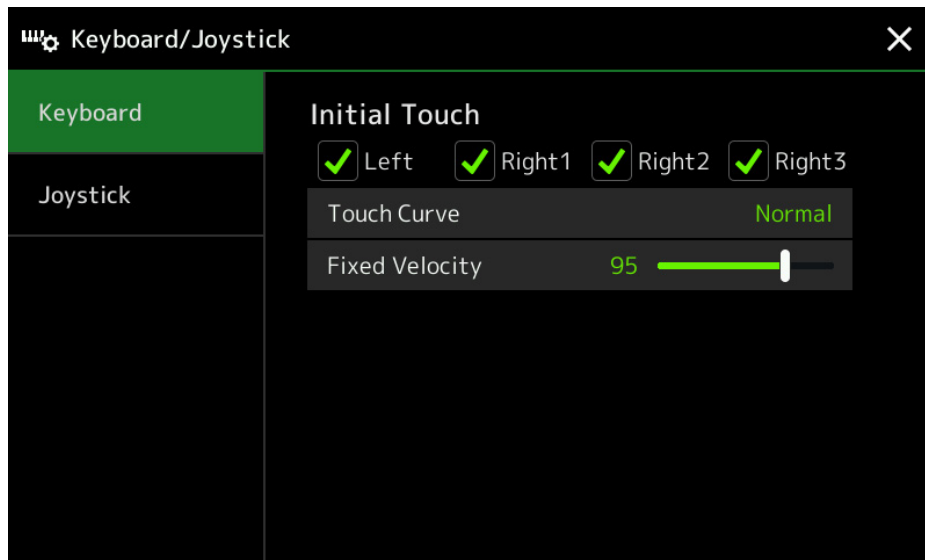 Keyboard/Joystick
Keyboard
Joystick
Initial Touch
Left Right1 Right2 Right3
Touch Curve Normal
Fixed Velocity 95